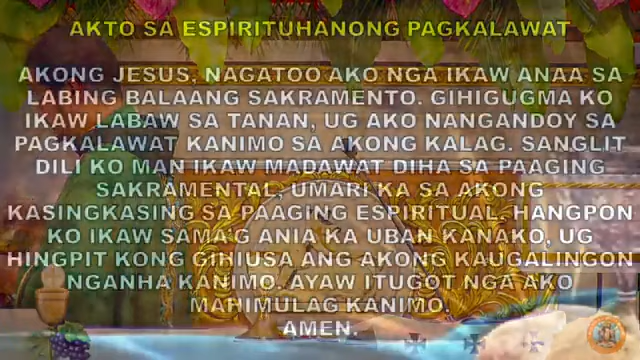 AKTO SA ESPIRITUHANONG PAGKALAWAT
AKONG JESUS, NAGATOO AKO NGA IKAW ANAA SA
LABING BALAANG SAKRAMENTO. GIHIGUGMA KO
IKAW LABAW SA TANAN, UG AKO NANGANDOY SA
PAGKALAWAT KANIMO SA AKONG KALAG. SANGLIT
DILI KO MAN IKAW MADAWAT DIHA SA PAAGING
SAKRAMENTAL, UMARI KA SA AKONG
KASINGKASING SA PAAGING ESPIRITUAL. HANGPON
KO IKAW SAMA'G ANIA KA UBAN KANAKO, UG
HINGPIT KONG GIHIUSA ANG AKONG KAUGALINGON
NGANHA KANIMO. AYAW ITUGOT NGA AKO
MAHIMULAG KANIMO.
AMEN.